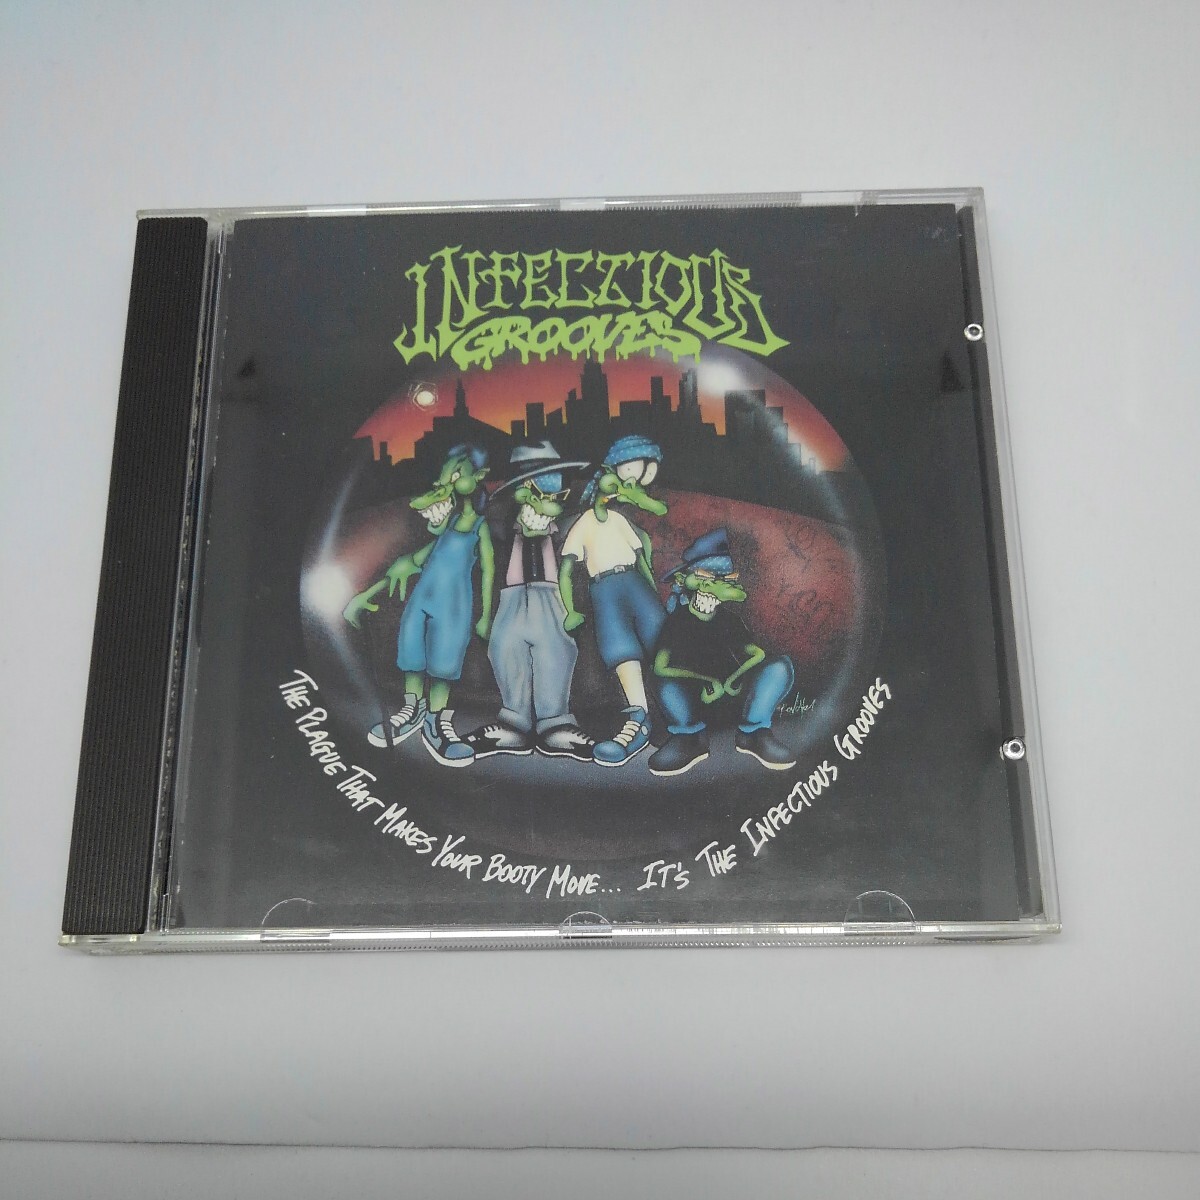 INFECTIOUS
GROOVES
THE PLAGUE THAT MAKES YOUR BOOTY MOVE... IT'S THE INFECTIOUS GROOVES